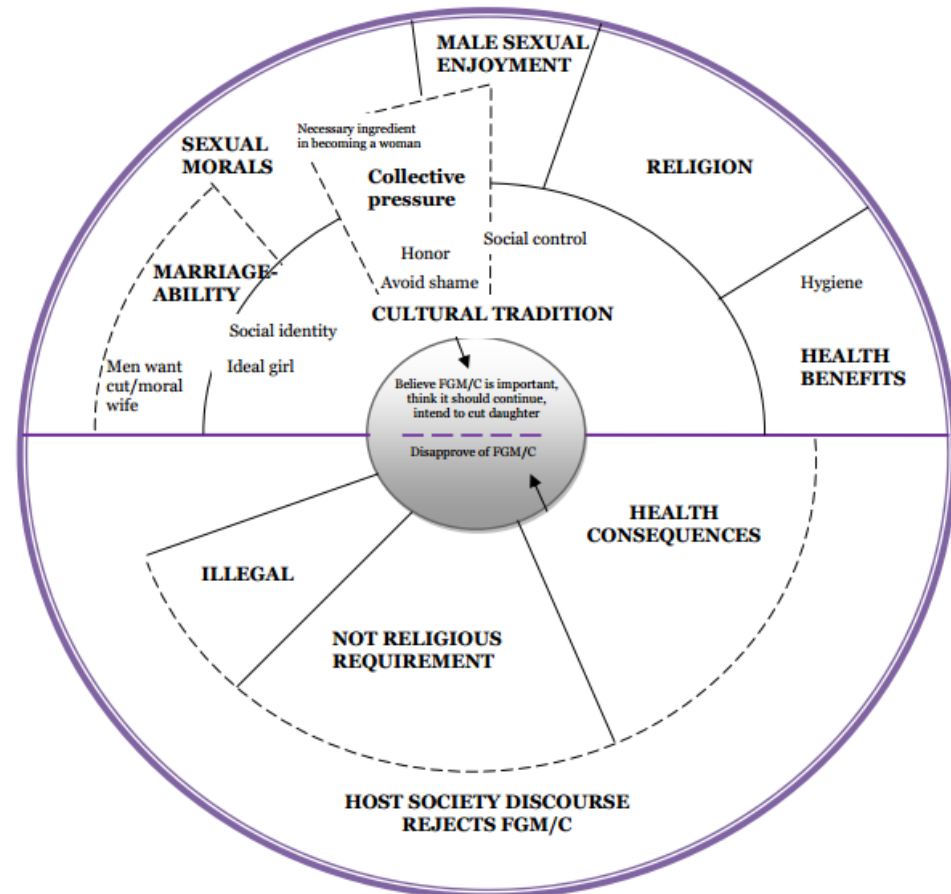 MALE SEXUAL
ENJOYMENT
Necessary ingredient
in becoming a woman
SEXUAL
MORALS
Collective
pressure
RELIGION
Honor
Social control
Avoid shame
MARRIAGE-
ABILITY
Hygiene
CULTURAL TRADITION
Social identity
Ideal girl
Men want
cut/moral
wife
HEALTH
BENEFITS
Believe FGM/C is important,
think it should continue,
intend to cut daughter
Disapprove of FGM/C
HEALTH
CONSEQUENCES
ILLEGAL
NOT RELIGIOUS
REQUIREMENT
HOST SOCIETY DISCOURSE
REJECTS FGM/C